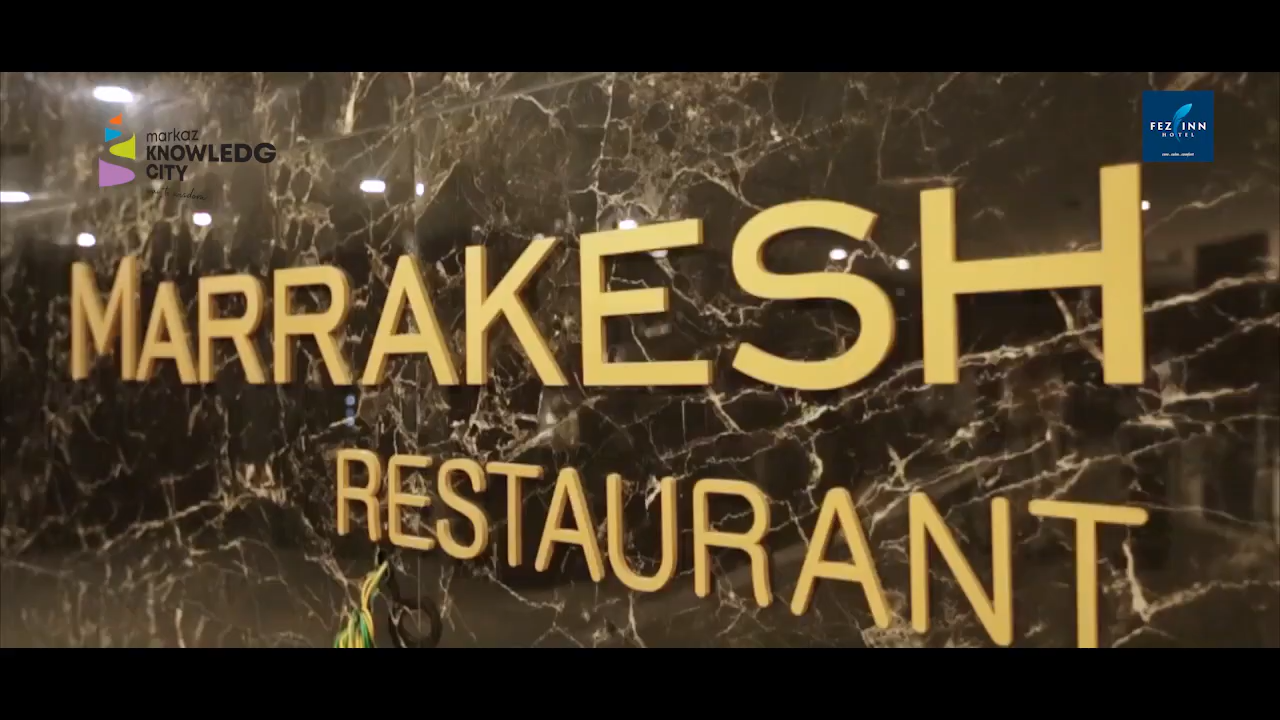 markaz
KNOWLEDG
CITY
FEZ INN
HOTEL
MARRAKESH
RESTAURANT